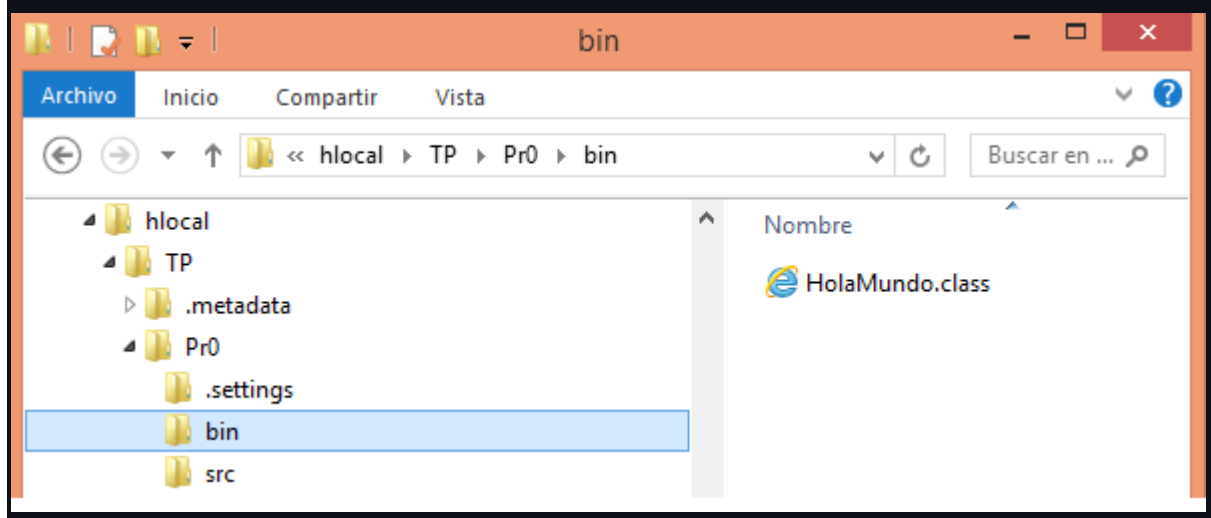 bin
Archivo Inicio Compartir Vista
« hlocal TP Pr0 bin Buscar en ...
hlocal
TP
.metadata
Pr0
.settings
bin
src
Nombre
HolaMundo.class